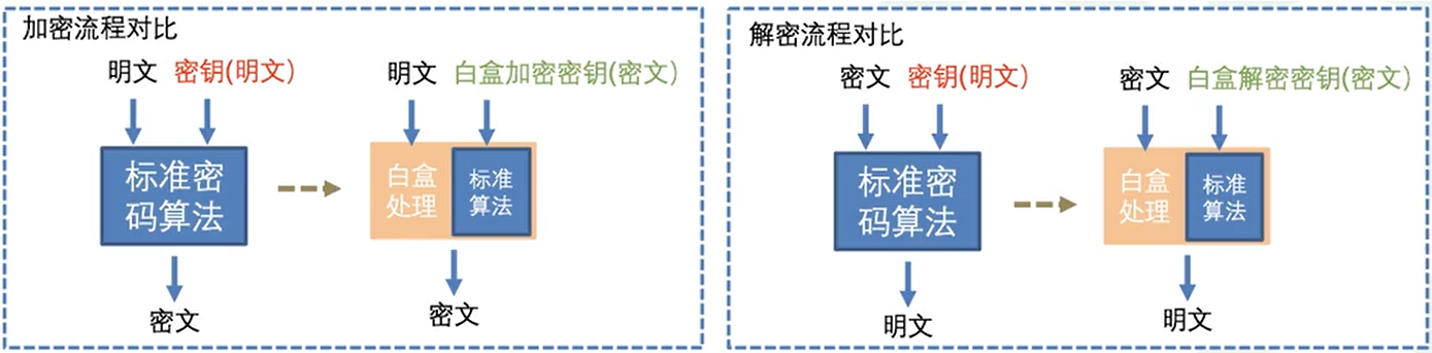 加密流程对比
明文 密钥(明文)
明文 白盒加密密钥(密文)
标准密
码算法
白盒
处理
标准
算法
密文
密文
解密流程对比
密文 密钥(明文)
密文 白盒解密密钥(密文)
标准密
码算法
白盒
处理
标准
算法
明文
明文